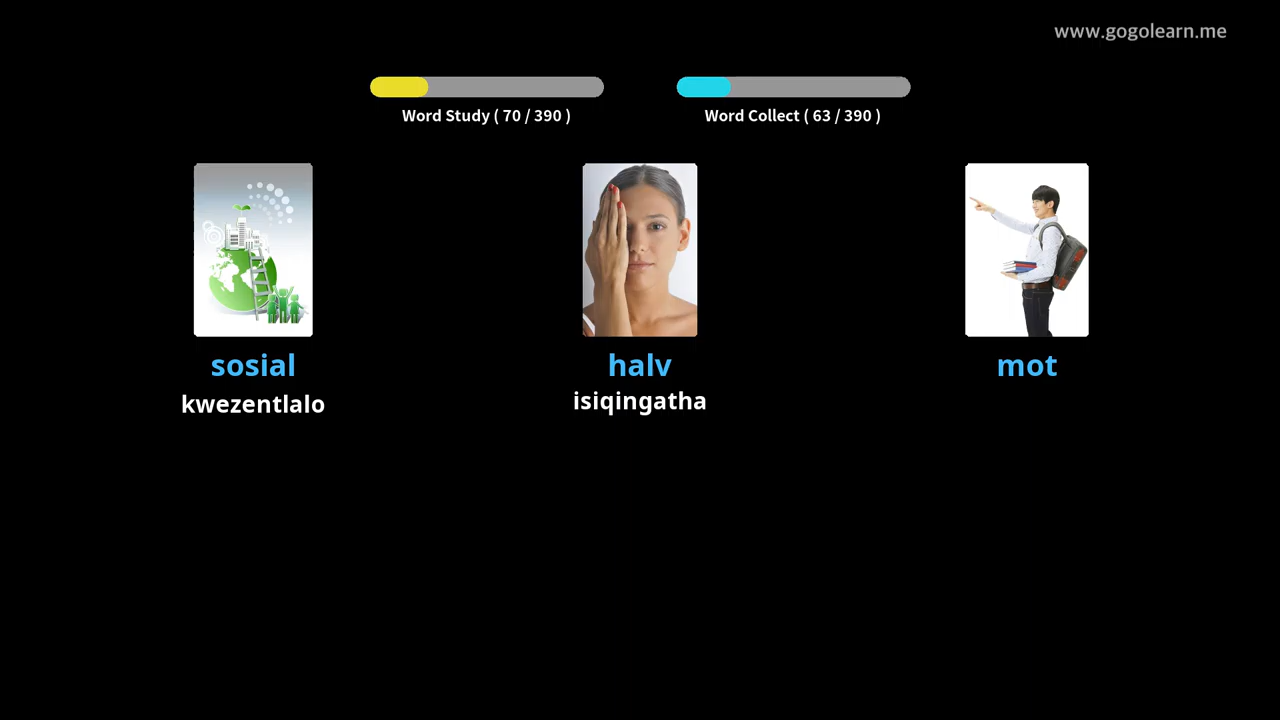 www.gogolearn.me
Word Study ( 70 / 390 )
Word Collect ( 63 / 390 )
sosial
halv
mot
kwezentlalo
isiqingatha